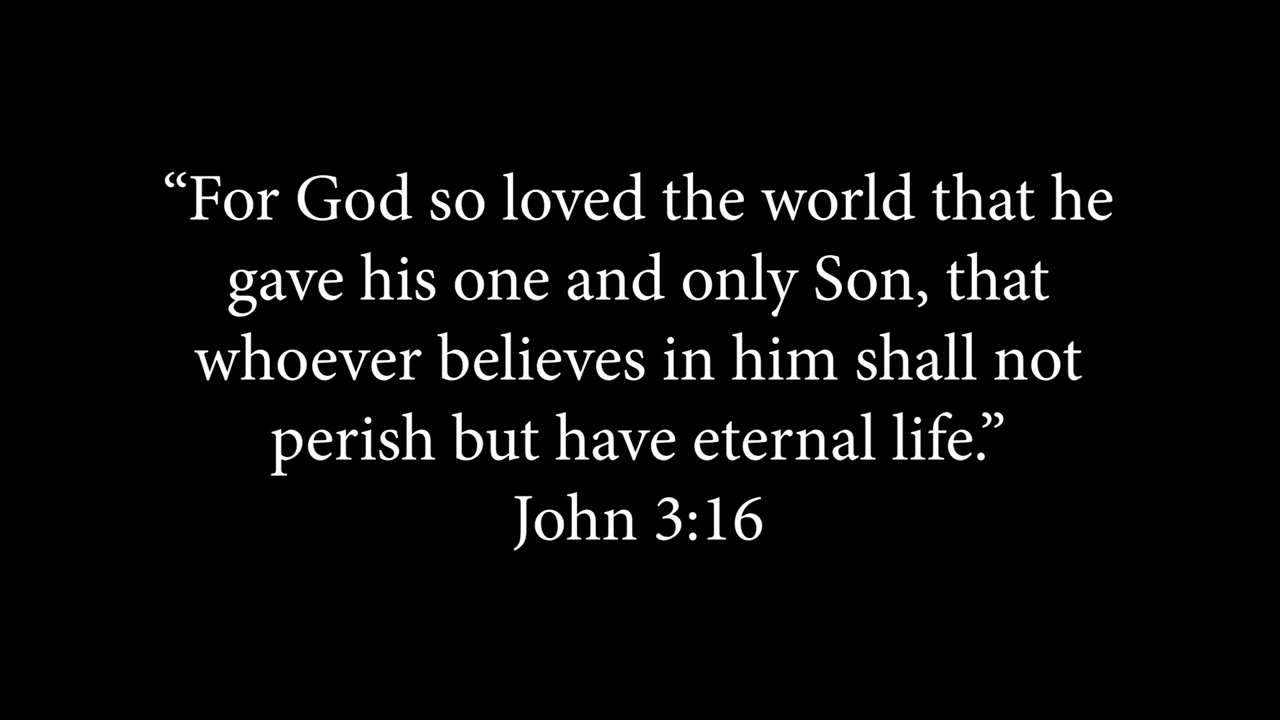 “For God so loved the world that he
gave his one and only Son, that
whoever believes in him shall not
perish but have eternal life.”
John 3:16